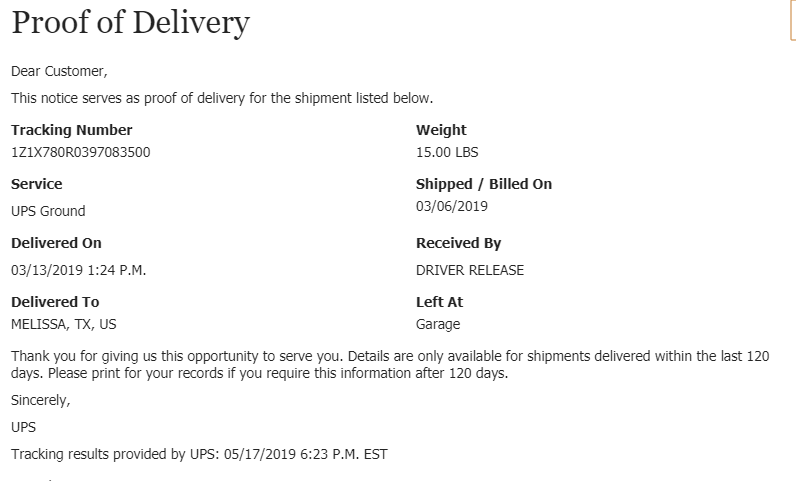 Proof of Delivery
Dear Customer,
This notice serves as proof of delivery for the shipment listed below.
Tracking Number
1Z1X780R0397083500
Weight
15.00 LBS
Service
UPS Ground
Shipped / Billed On
03/06/2019
Delivered On
03/13/2019 1:24 P.M.
Received By
DRIVER RELEASE
Delivered To
MELISSA, TX, US
Left At
Garage
Thank you for giving us this opportunity to serve you. Details are only available for shipments delivered within the last 120
days. Please print for your records if you require this information after 120 days.
Sincerely,
UPS
Tracking results provided by UPS: 05/17/2019 6:23 P.M. EST